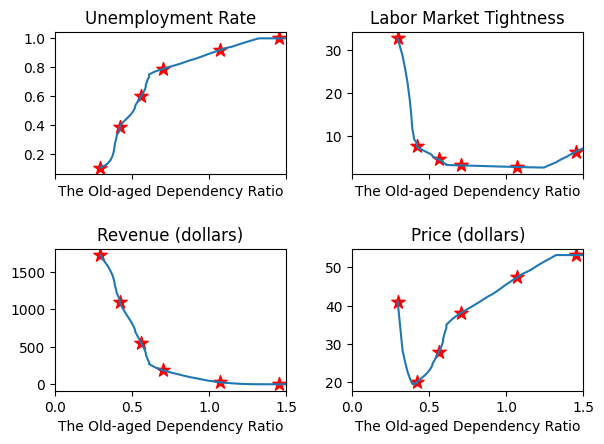 Unemployment Rate
1.0
0.8
0.6
0.4
0.2
The Old-aged Dependency Ratio
Labor Market Tightness
30
20
10
The Old-aged Dependency Ratio
Revenue (dollars)
1500
1000
500
0
0.0 0.5 1.0 1.5
The Old-aged Dependency Ratio
Price (dollars)
50
40
30
20
0.0 0.5 1.0 1.5
The Old-aged Dependency Ratio